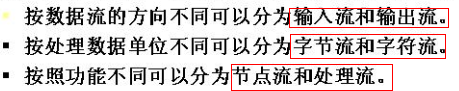 按数据流的方向不同可以分为输入流和输出流。
按处理数据单位不同可以分为字节流和字符流。
按照功能不同可以分为节点流和处理流。